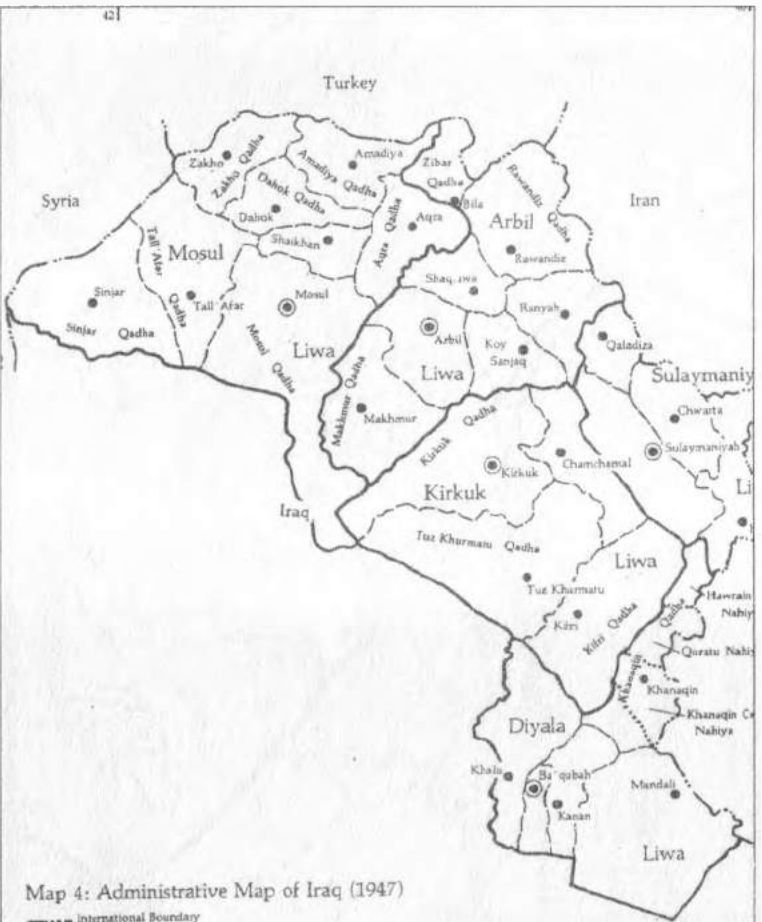 42
Turkey
Syria
Iran
Zakho
Zakho Qadha
Amadiya
Amadiya Qadha
Dahok Qadha
Dahok
Zibar
Qadha
Bila
Rawandiz Qadha
Arbil
Rawandiz
Aqra
Aqra Qadha
Shaikhan
Mosul
Tall 'Afar
Qadha
Tall 'Afar
Sinjar
Sinjar Qadha
Mosul
Mosul Qadha
Liwa
Arbil
Liwa
Ranyah
Koy
Sanjaq
Qaladiza
Makhmur Qadha
Makhmur
Sulaymaniy
Chwarta
Sulaymaniyah
Li
Kirkuk Qadha
Kirkuk
Chamchamal
Kirkuk
Iraq
Tuz Khurmatu Qadha
Tuz Khurmatu
Liwa
Kifri
Kifri Qadha
Hawrain
Nahiy
Quratu Nahiy
Khanaqin
Qadha
Khanaqin
Khanaqin Ce
Nahiya
Diyala
Khalis
Ba'qubah
Kanan
Mandali
Liwa
Map 4: Administrative Map of Iraq (1947)
International Boundary